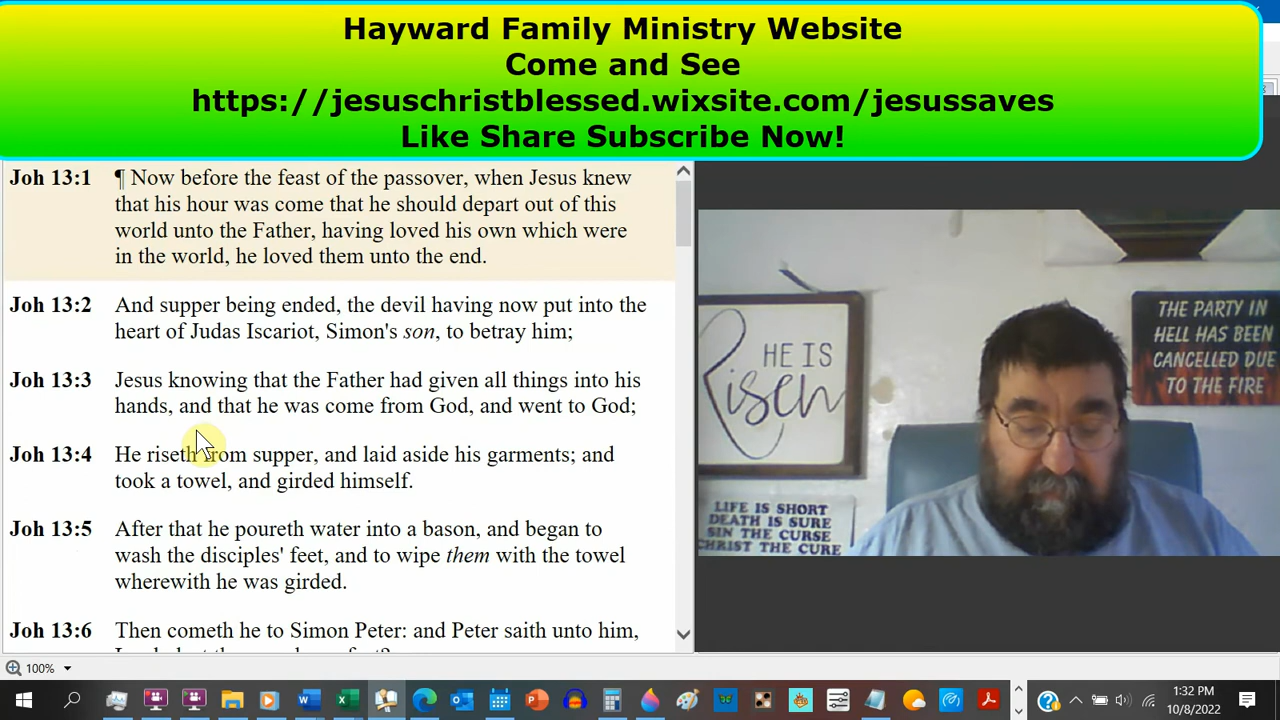 Hayward Family Ministry Website
Come and See
https://jesuschristblessed.wixsite.com/jesussaves
Like Share Subscribe Now!
Joh 13:1 ¶ Now before the feast of the passover, when Jesus knew
that his hour was come that he should depart out of this
world unto the Father, having loved his own which were
in the world, he loved them unto the end.
Joh 13:2 And supper being ended, the devil having now put into the
heart of Judas Iscariot, Simon's son, to betray him;
Joh 13:3 Jesus knowing that the Father had given all things into his
hands, and that he was come from God, and went to God;
Joh 13:4 He riseth from supper, and laid aside his garments; and
took a towel, and girded himself.
Joh 13:5 After that he poureth water into a bason, and began to
wash the disciples' feet, and to wipe them with the towel
wherewith he was girded.
Joh 13:6 Then cometh he to Simon Peter: and Peter saith unto him,
HE IS
Risen
THE PARTY IN
HELL HAS BEEN
CANCELLED DUE
TO THE FIRE
LIFE IS SHORT
DEATH IS SURE
SIN THE CURSE
CHRIST THE CURE
100%
1:32 PM
10/8/2022